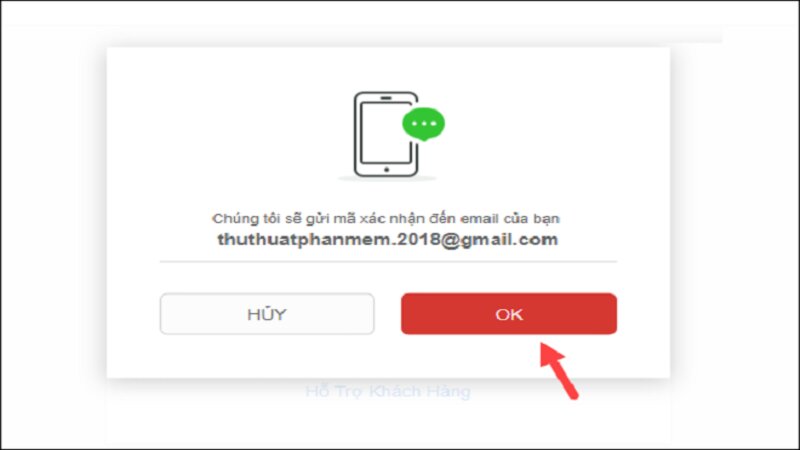 Chúng tôi sẽ gửi mã xác nhận đến email của bạn
thuthuatphanmem.2018@gmail.com
HỦY
OK
Hỗ Trợ Khách Hàng